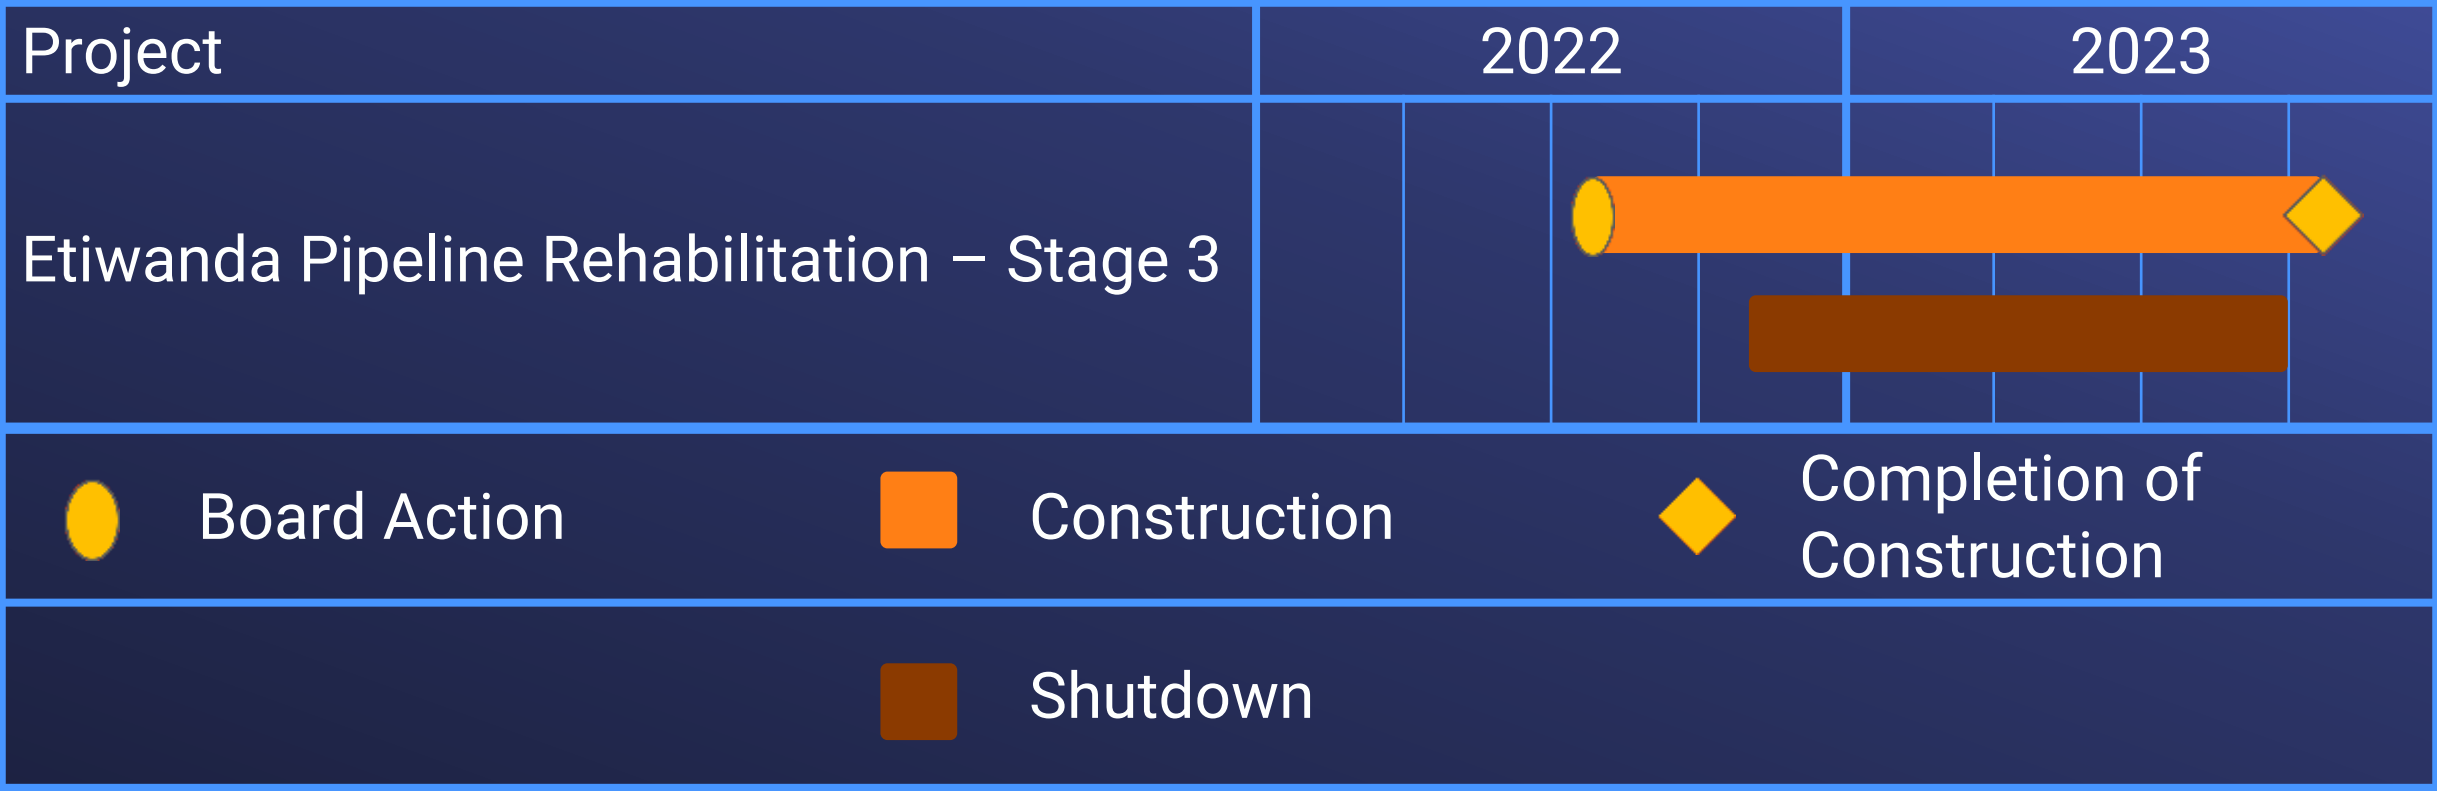 Project
2022
2023
Etiwanda Pipeline Rehabilitation – Stage 3
Board Action
Construction
Completion of
Construction
Shutdown